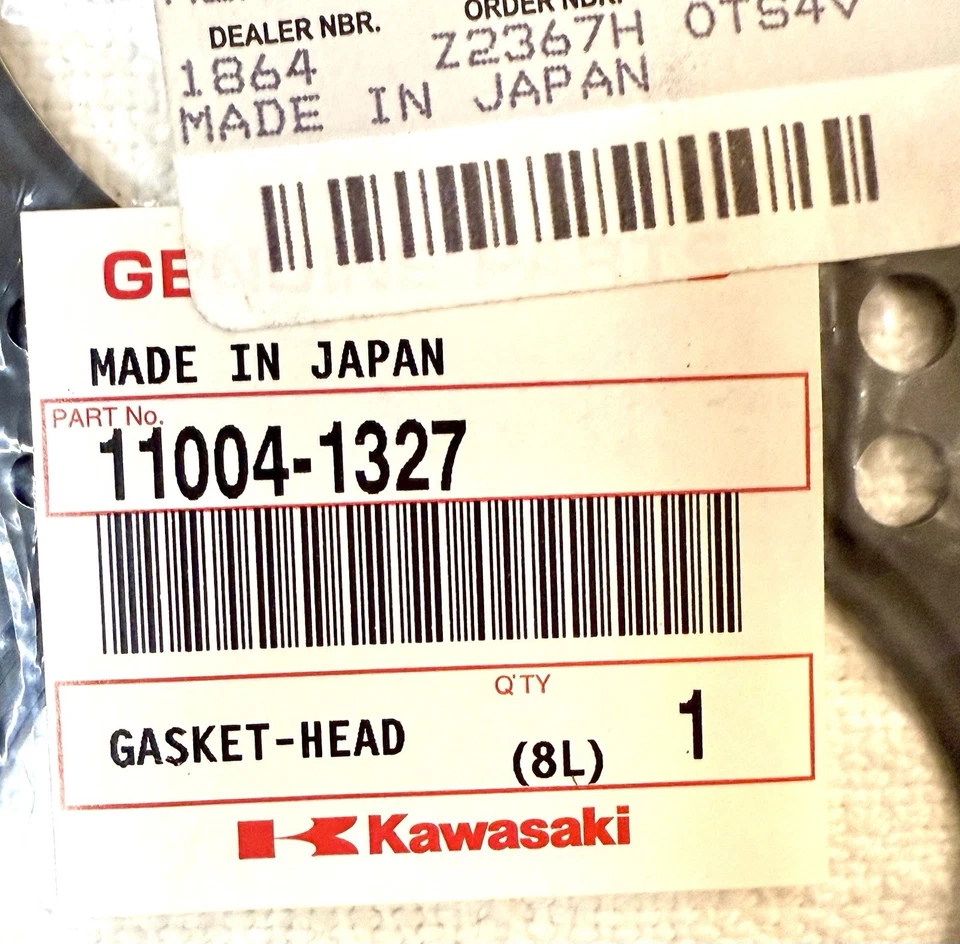 DEALER NBR. ORDER NBR.
1864 Z2367H OTS4V
MADE IN JAPAN
GE
MADE IN JAPAN
PART No.
11004-1327
Q'TY
GASKET-HEAD (8L) 1
Kawasaki